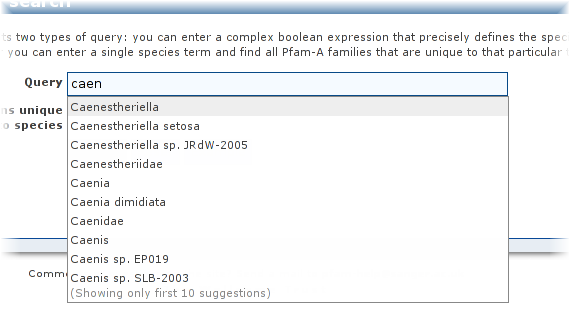 search
ts two types of query: you can enter a complex boolean expression that precisely defines the spec
you can enter a single species term and find all Pfam-A families that are unique to that particular
Query caen
ns unique
o species
Caenestheriella
Caenestheriella setosa
Caenestheriella sp. JRdW-2005
Caenestheriidae
Caenia
Caenia dimidiata
Caenidae
Caenis
Caenis sp. EP019
Caenis sp. SLB-2003
(Showing only first 10 suggestions)
Comm